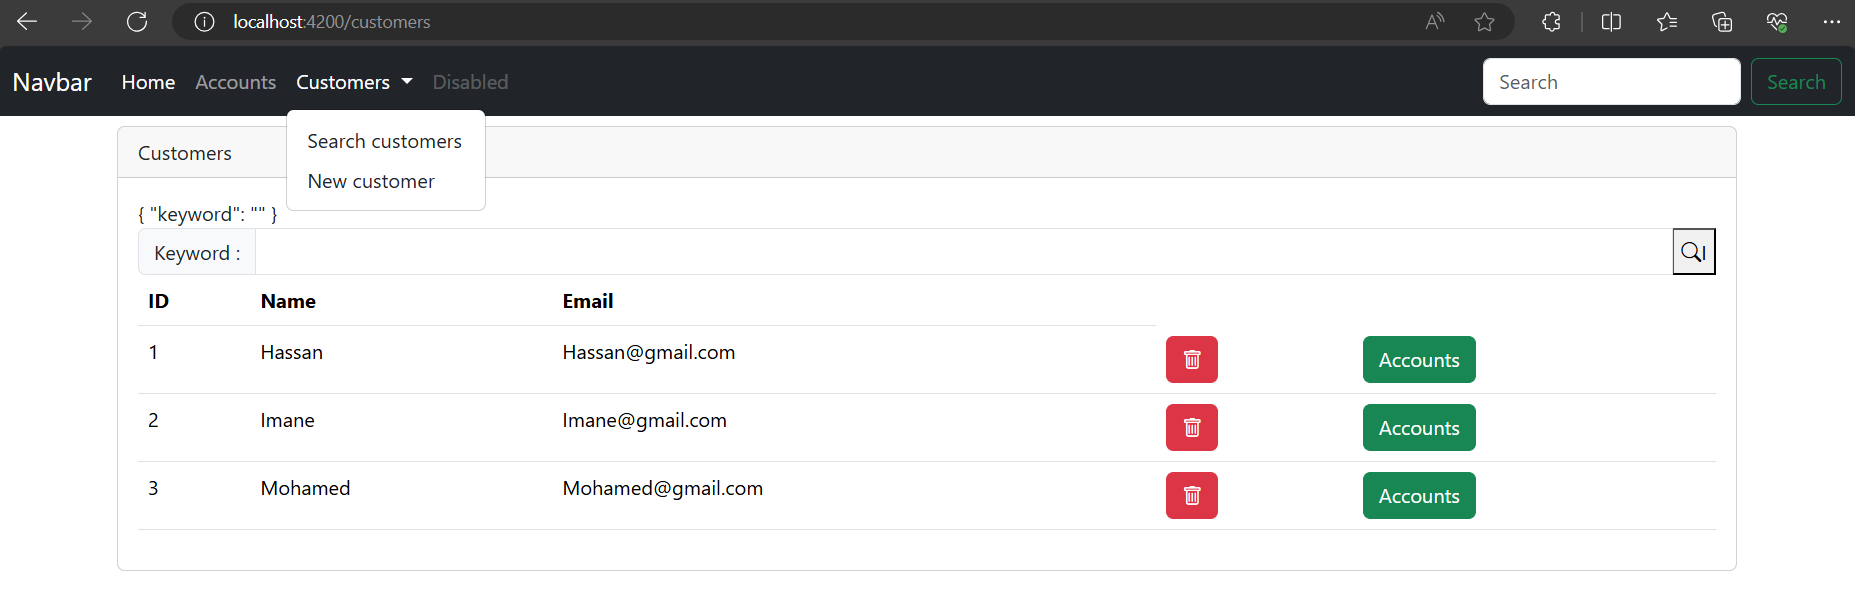 localhost:4200/customers
Navbar Home Accounts Customers Disabled Search Search
Search customers
New customer
Customers
{ "keyword": "" }
Keyword :
ID Name Email
1 Hassan Hassan@gmail.com Accounts
2 Imane Imane@gmail.com Accounts
3 Mohamed Mohamed@gmail.com Accounts